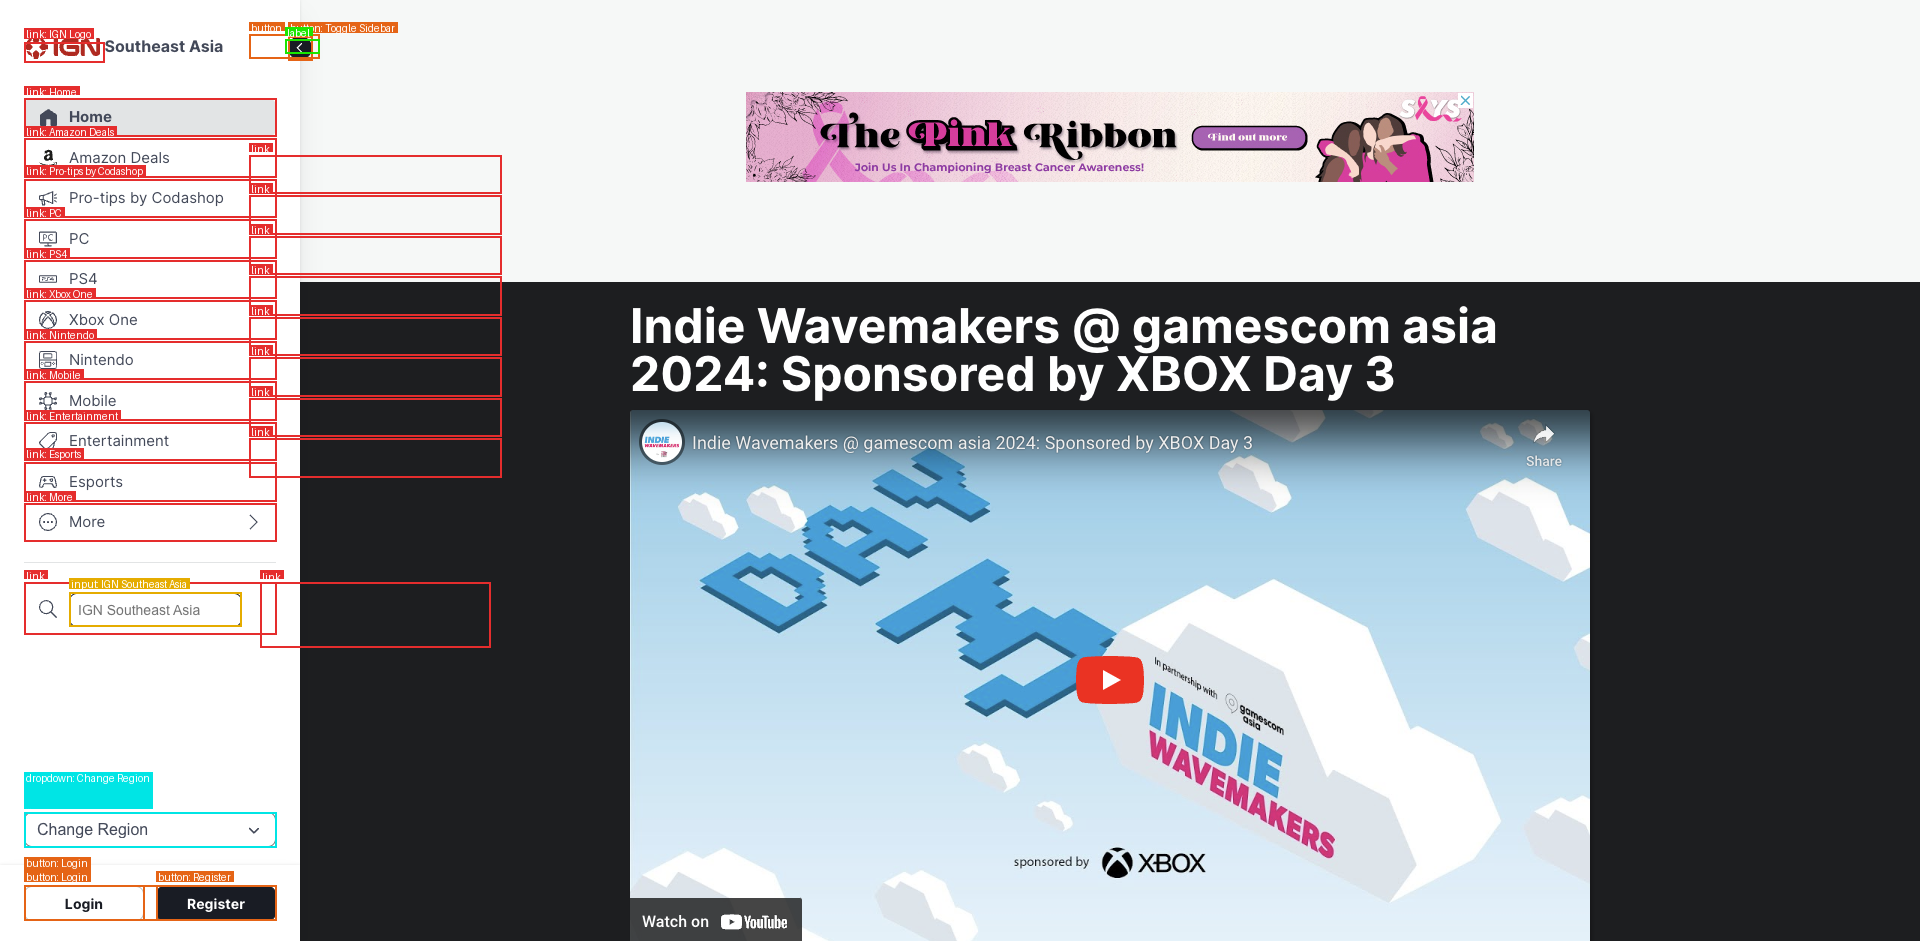 link: IGN Logo
IGN Southeast Asia
button
button: Toggle Sidebar
label
link: Home
Home
link: Amazon Deals
Amazon Deals
link: Pro-tips by Codashop
Pro-tips by Codashop
link: PC
PC
PC
link: PS4
PS4
link: Xbox One
Xbox One
link: Nintendo
Nintendo
link: Mobile
Mobile
link: Entertainment
Entertainment
link: Esports
Esports
link: More
More
link
link
link
link
link
link
link
link
link
link
input: IGN Southeast Asia
IGN Southeast Asia
dropdown: Change Region
Change Region
button: Login
button: Login
button: Register
Login
Register
The Pink Ribbon
Join Us In Championing Breast Cancer Awareness!
Find out more
SAYS
Indie Wavemakers @ gamescom asia
2024: Sponsored by XBOX Day 3
INDIE
WAVEMAKERS
Indie Wavemakers @ gamescom asia 2024: Sponsored by XBOX Day 3
Share
DAY
In partnership with
gamescom
asia
INDIE
WAVEMAKERS
sponsored by XBOX
Watch on YouTube